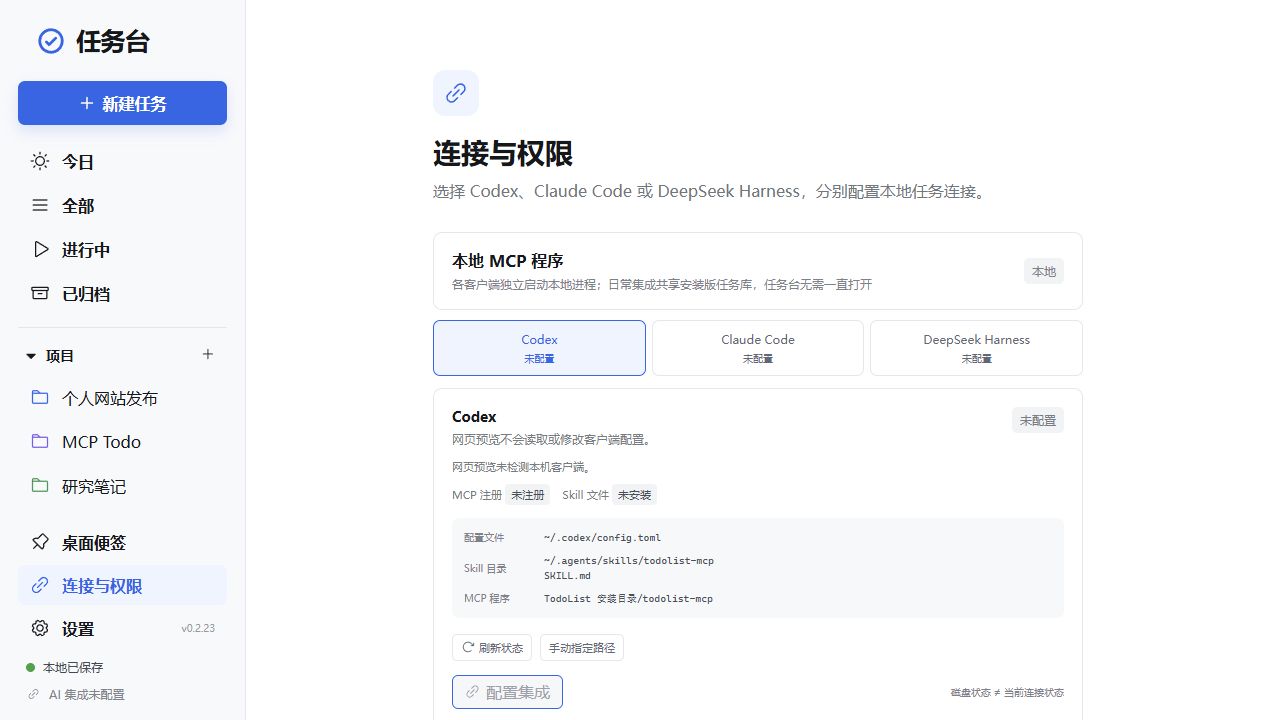 任务台
+ 新建任务
今日
全部
进行中
已归档
项目 +
个人网站发布
MCP Todo
研究笔记
桌面便签
连接与权限
设置 v0.2.23
本地已保存
AI 集成未配置
连接与权限
选择 Codex、Claude Code 或 DeepSeek Harness，分别配置本地任务连接。
本地 MCP 程序
各客户端独立启动本地进程；日常集成共享安装版任务库，任务台无需一直打开
本地
Codex
未配置
Claude Code
未配置
DeepSeek Harness
未配置
Codex
未配置
网页预览不会读取或修改客户端配置。
网页预览未检测本机客户端。
MCP 注册 未注册 Skill 文件 未安装
配置文件 ~/.codex/config.toml
Skill 目录 ~/.agents/skills/todolist-mcp
SKILL.md
MCP 程序 TodoList 安装目录/todolist-mcp
刷新状态 手动指定路径
配置集成
磁盘状态 ≠ 当前连接状态